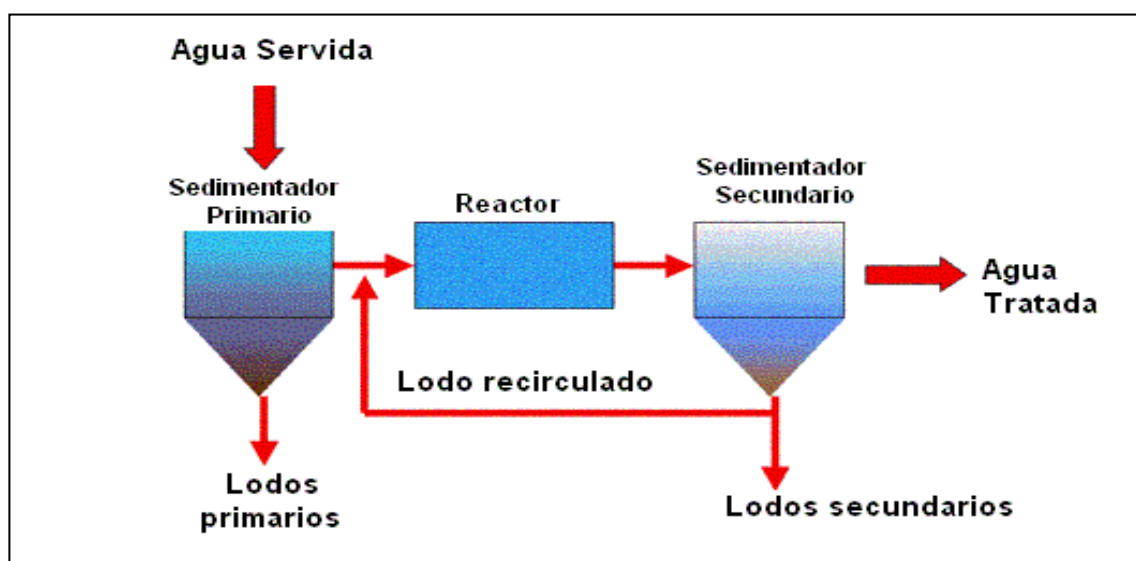 Agua Servida
Sedimentador
Primario
Reactor
Sedimentador
Secundario
Agua
Tratada
Lodo recirculado
Lodos
primarios
Lodos secundarios